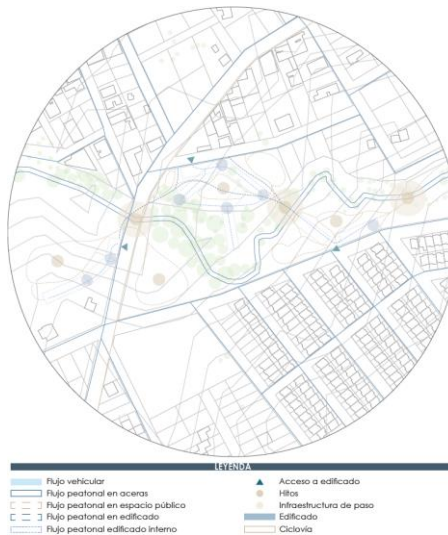 LEYENDA
Flujo vehicular
Flujo peatonal en aceras
Flujo peatonal en espacio público
Flujo peatonal en edificado
Flujo peatonal edificado interno
Acceso a edificado
Hitos
Infraestructura de paso
Edificado
Ciclovía